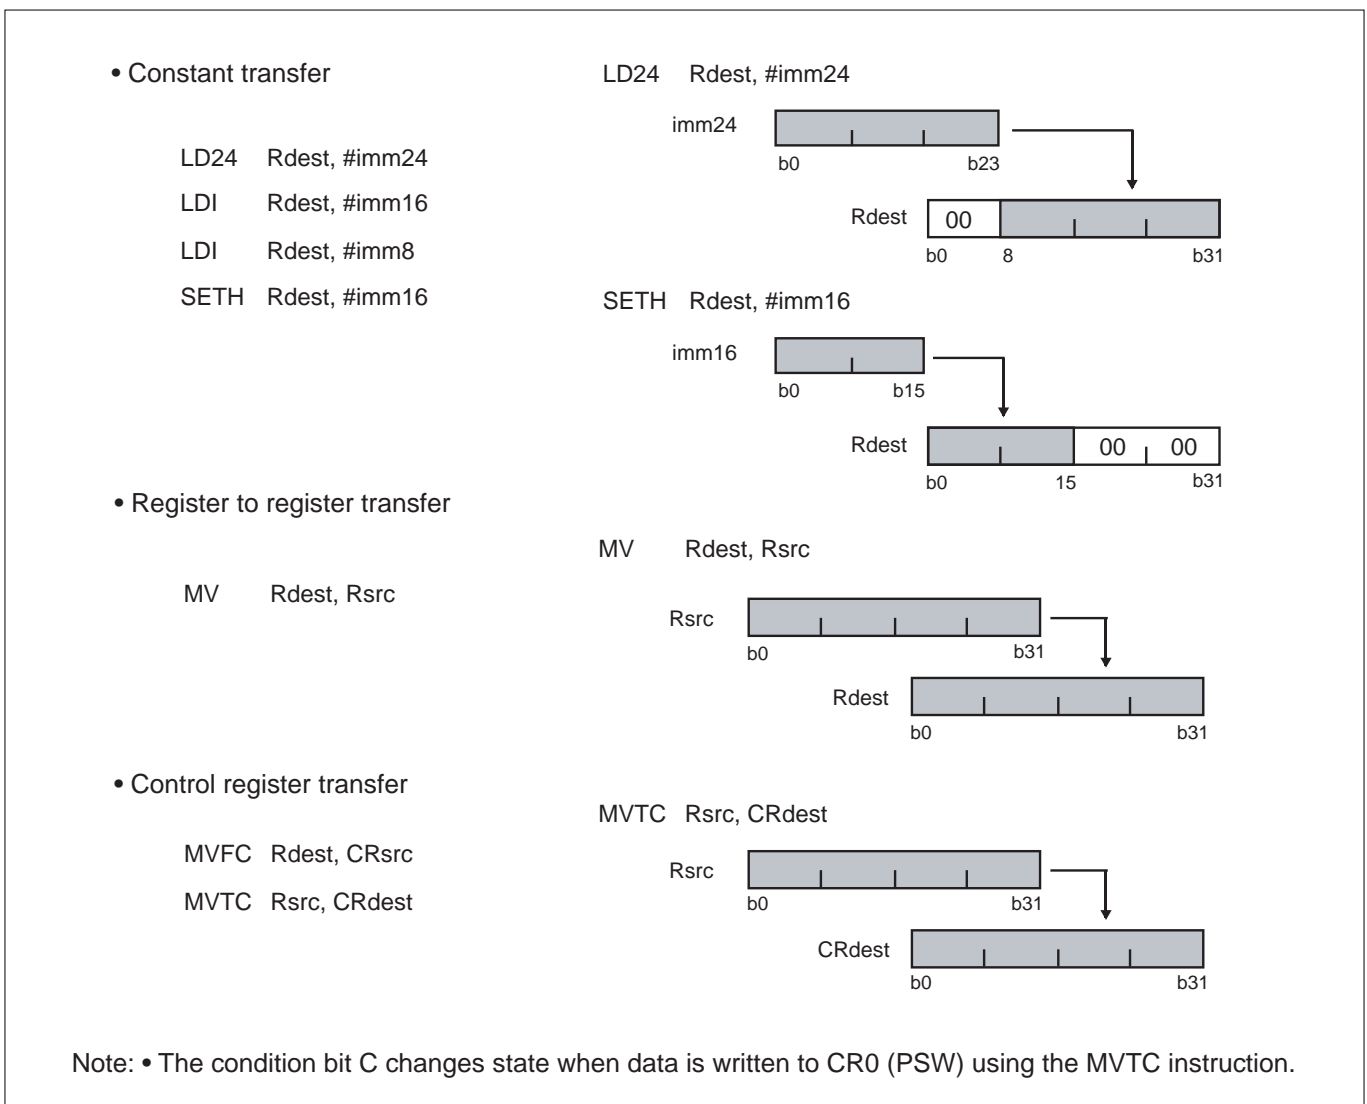 • Constant transfer
LD24 Rdest, #imm24
LDI Rdest, #imm16
LDI Rdest, #imm8
SETH Rdest, #imm16
LD24 Rdest, #imm24
imm24
b0 b23
Rdest 00
b0 8 b31
SETH Rdest, #imm16
imm16
b0 b15
Rdest 00 00
b0 15 b31
• Register to register transfer
MV Rdest, Rsrc
MV Rdest, Rsrc
Rsrc
b0 b31
Rdest
b0 b31
• Control register transfer
MVFC Rdest, CRsrc
MVTC Rsrc, CRdest
MVTC Rsrc, CRdest
Rsrc
b0 b31
CRdest
b0 b31
Note: • The condition bit C changes state when data is written to CR0 (PSW) using the MVTC instruction.